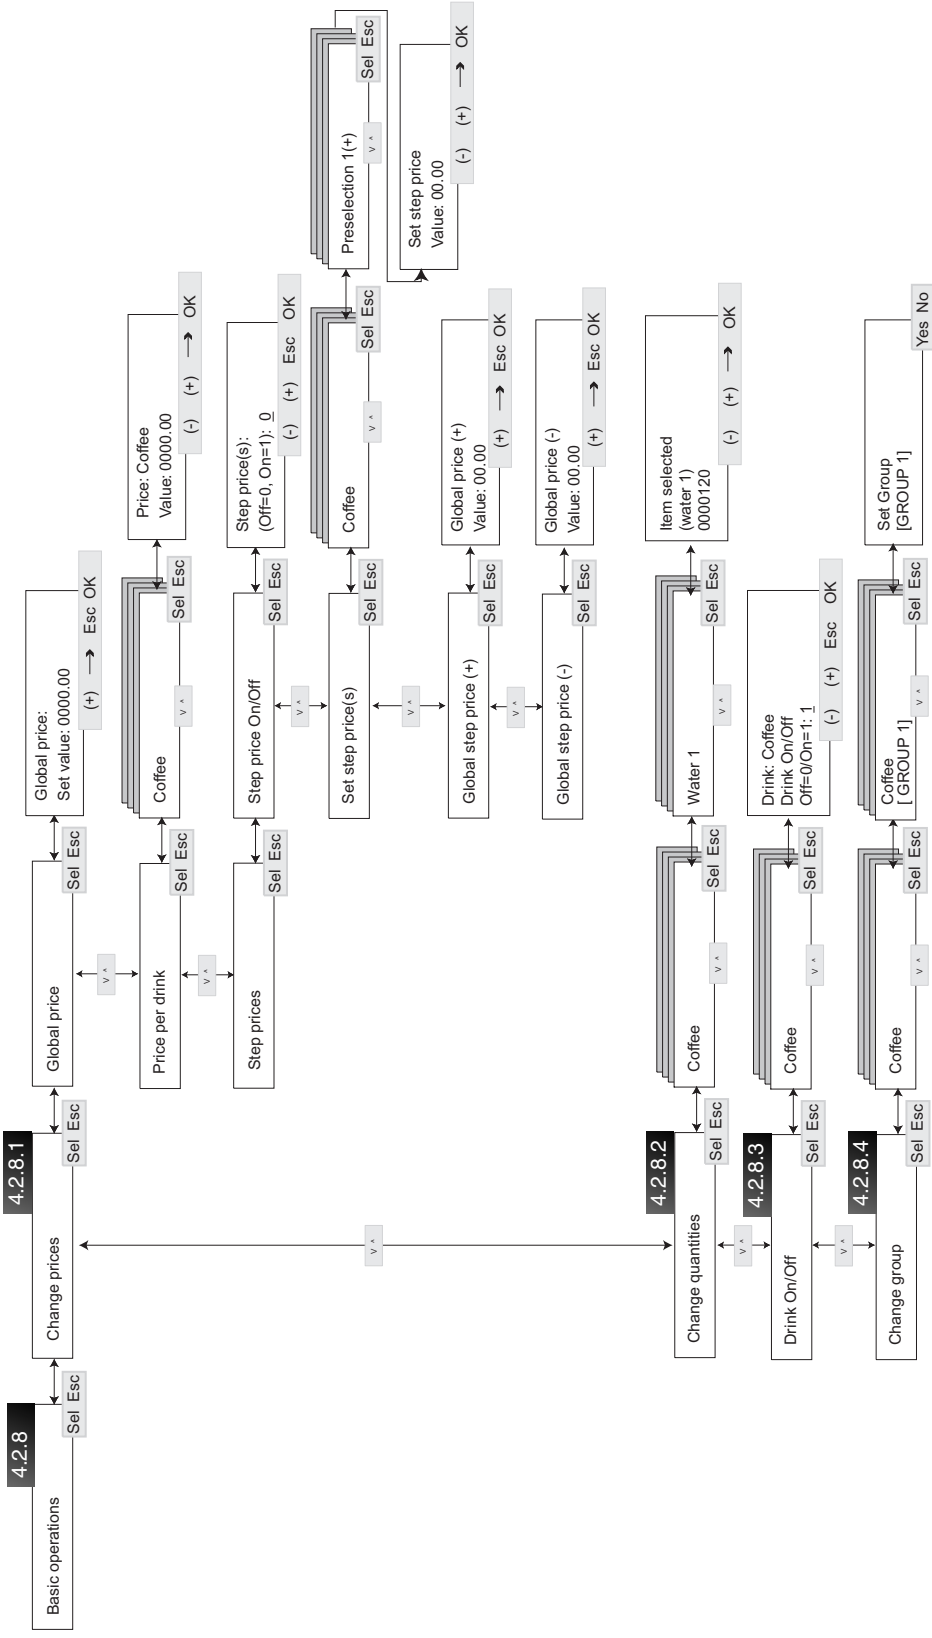 4.2.8
Basic operations
Sel Esc
4.2.8.1
Change prices
Sel Esc
Global price
Sel Esc
Global price:
Set value: 0000.00
(+) → Esc OK
v ^
Price per drink
Sel Esc
Coffee
Sel Esc
v ^
Price: Coffee
Value: 0000.00
(-) (+) → OK
v ^
Step prices
Sel Esc
Step price On/Off
Sel Esc
Step price(s):
(Off=0, On=1): 0
(-) (+) Esc OK
v ^
Set step price(s)
Sel Esc
Coffee
Sel Esc
v ^
Preselection 1(+)
Sel Esc
v ^
Set step price
Value: 00.00
(-) (+) → OK
v ^
Global step price (+)
Sel Esc
Global price (+)
Value: 00.00
(+) → Esc OK
v ^
Global step price (-)
Sel Esc
Global price (-)
Value: 00.00
(+) → Esc OK
v ^
4.2.8.2
Change quantities
Sel Esc
Coffee
Sel Esc
v ^
Water 1
Sel Esc
v ^
Item selected
(water 1)
0000120
(-) (+) → OK
v ^
4.2.8.3
Drink On/Off
Sel Esc
Coffee
Sel Esc
v ^
Drink: Coffee
Drink On/Off
Off=0/On=1: 1
(-) (+) Esc OK
v ^
4.2.8.4
Change group
Sel Esc
Coffee
Sel Esc
v ^
Coffee
[ GROUP 1]
Sel Esc
v ^
Set Group
[GROUP 1]
Yes No